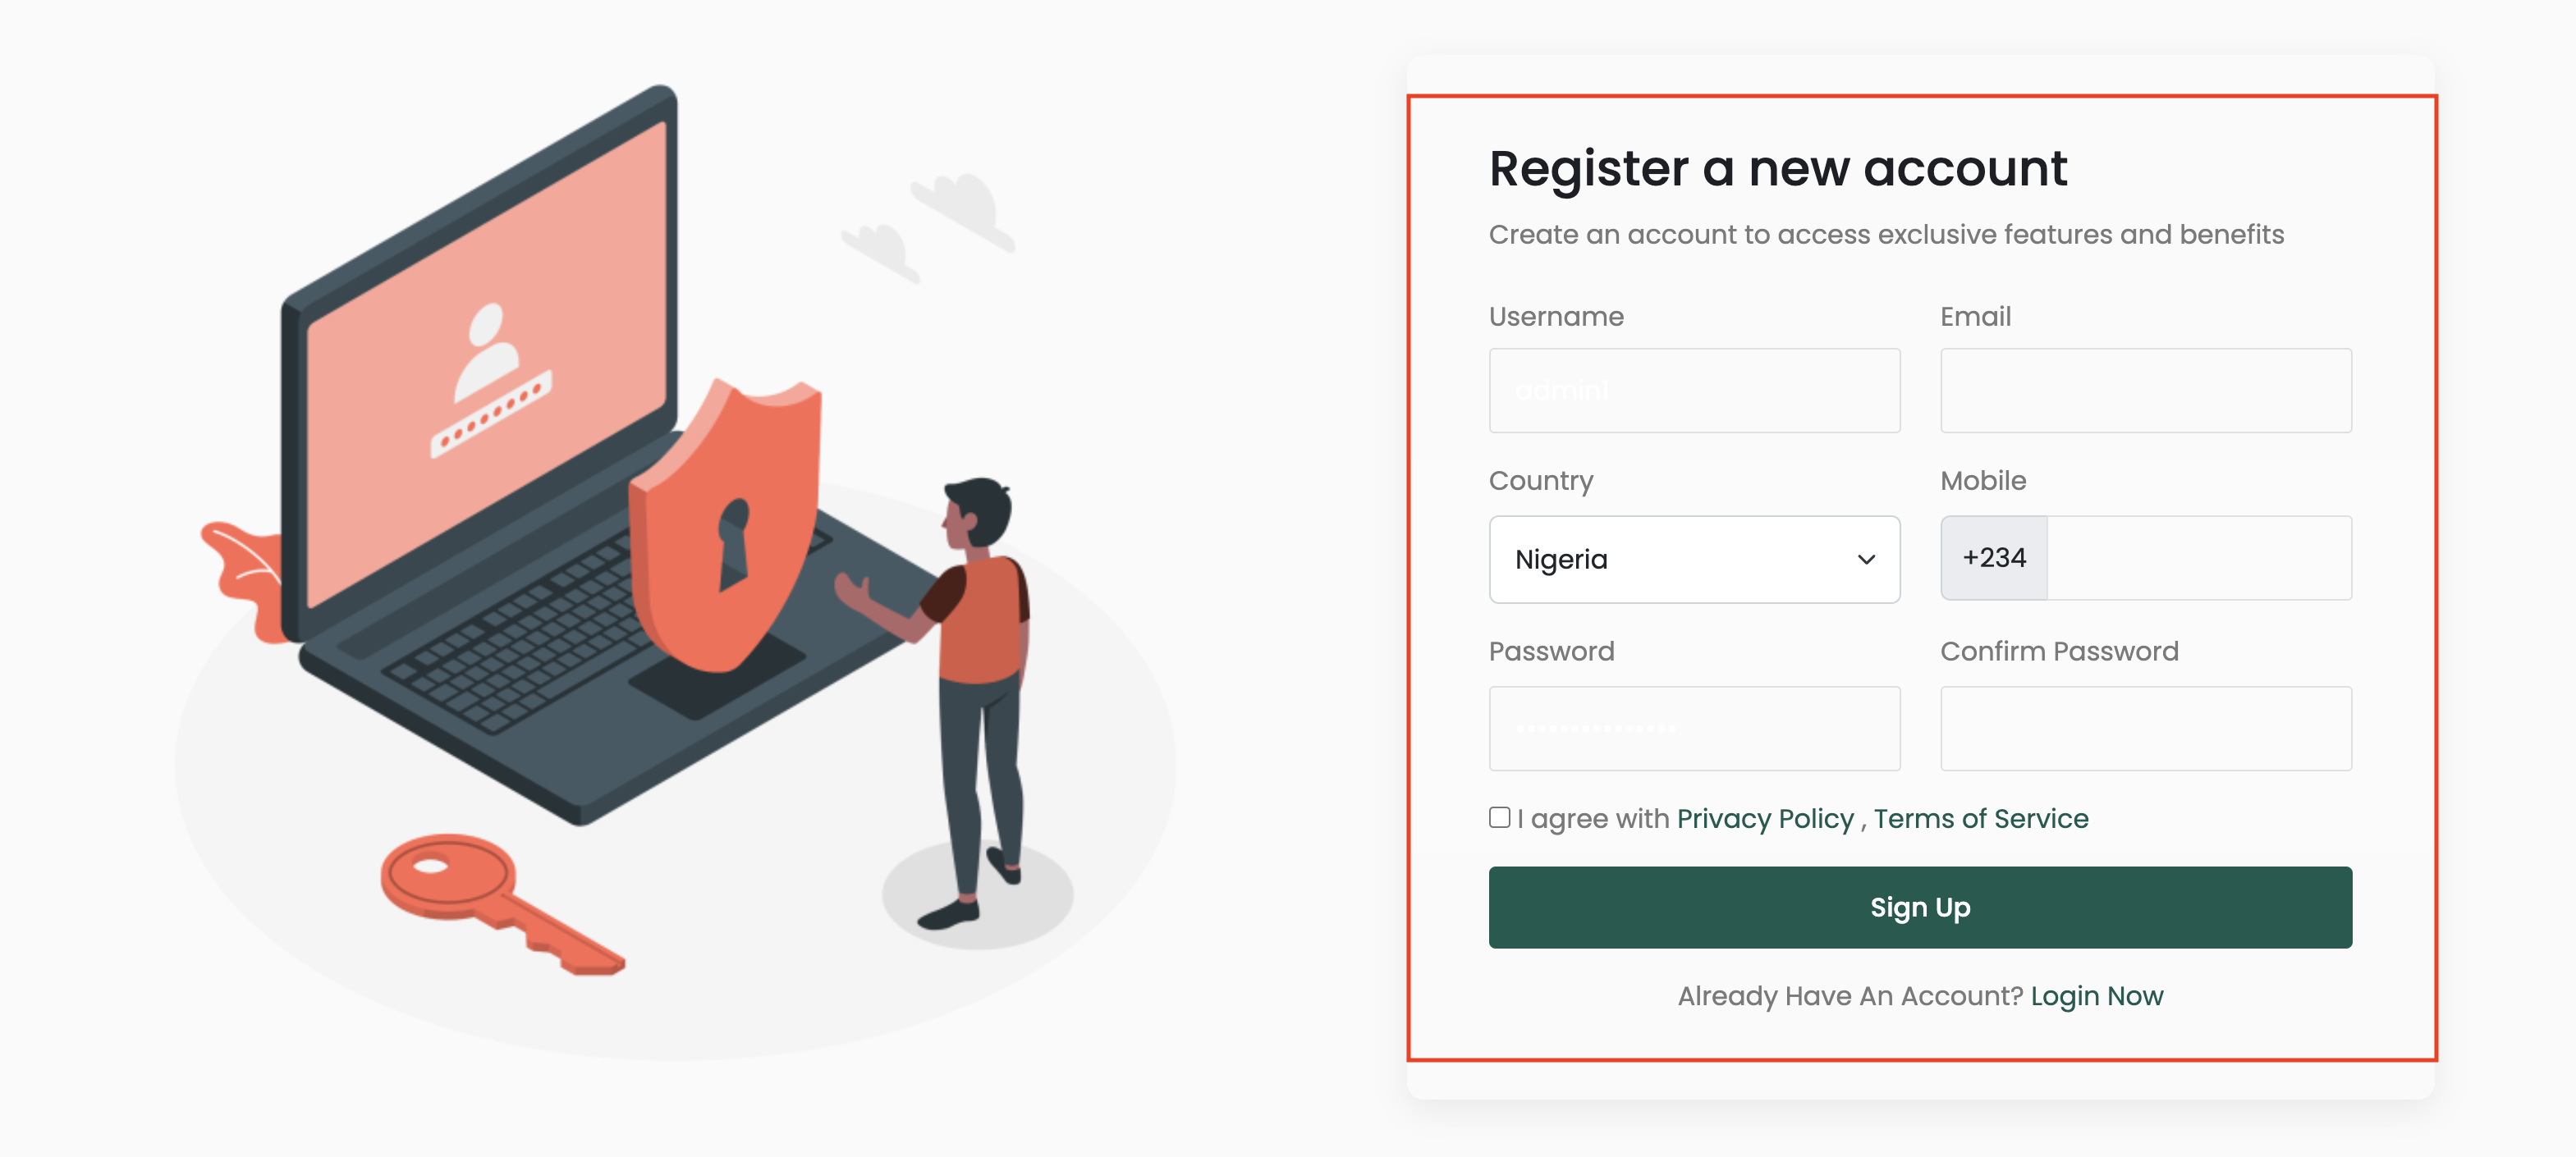 Register a new account
Create an account to access exclusive features and benefits
Username Email
admin1
Country Mobile
Nigeria +234
Password Confirm Password
I agree with Privacy Policy , Terms of Service
Sign Up
Already Have An Account? Login Now